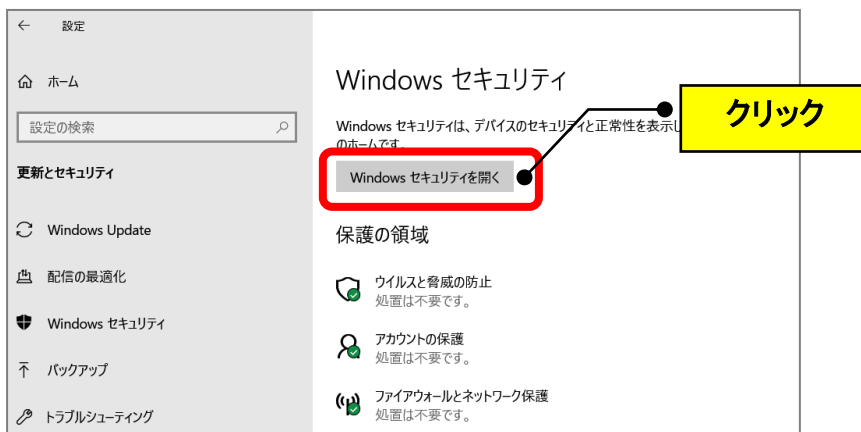 ← 設定
ホーム
設定の検索
更新とセキュリティ
Windows Update
配信の最適化
Windows セキュリティ
バックアップ
トラブルシューティング
Windows セキュリティ
Windows セキュリティは、デバイスのセキュリティと正常性を表示し
のホームです。
Windows セキュリティを開く
クリック
保護の領域
ウイルスと脅威の防止
処置は不要です。
アカウントの保護
処置は不要です。
ファイアウォールとネットワーク保護
処置は不要です。